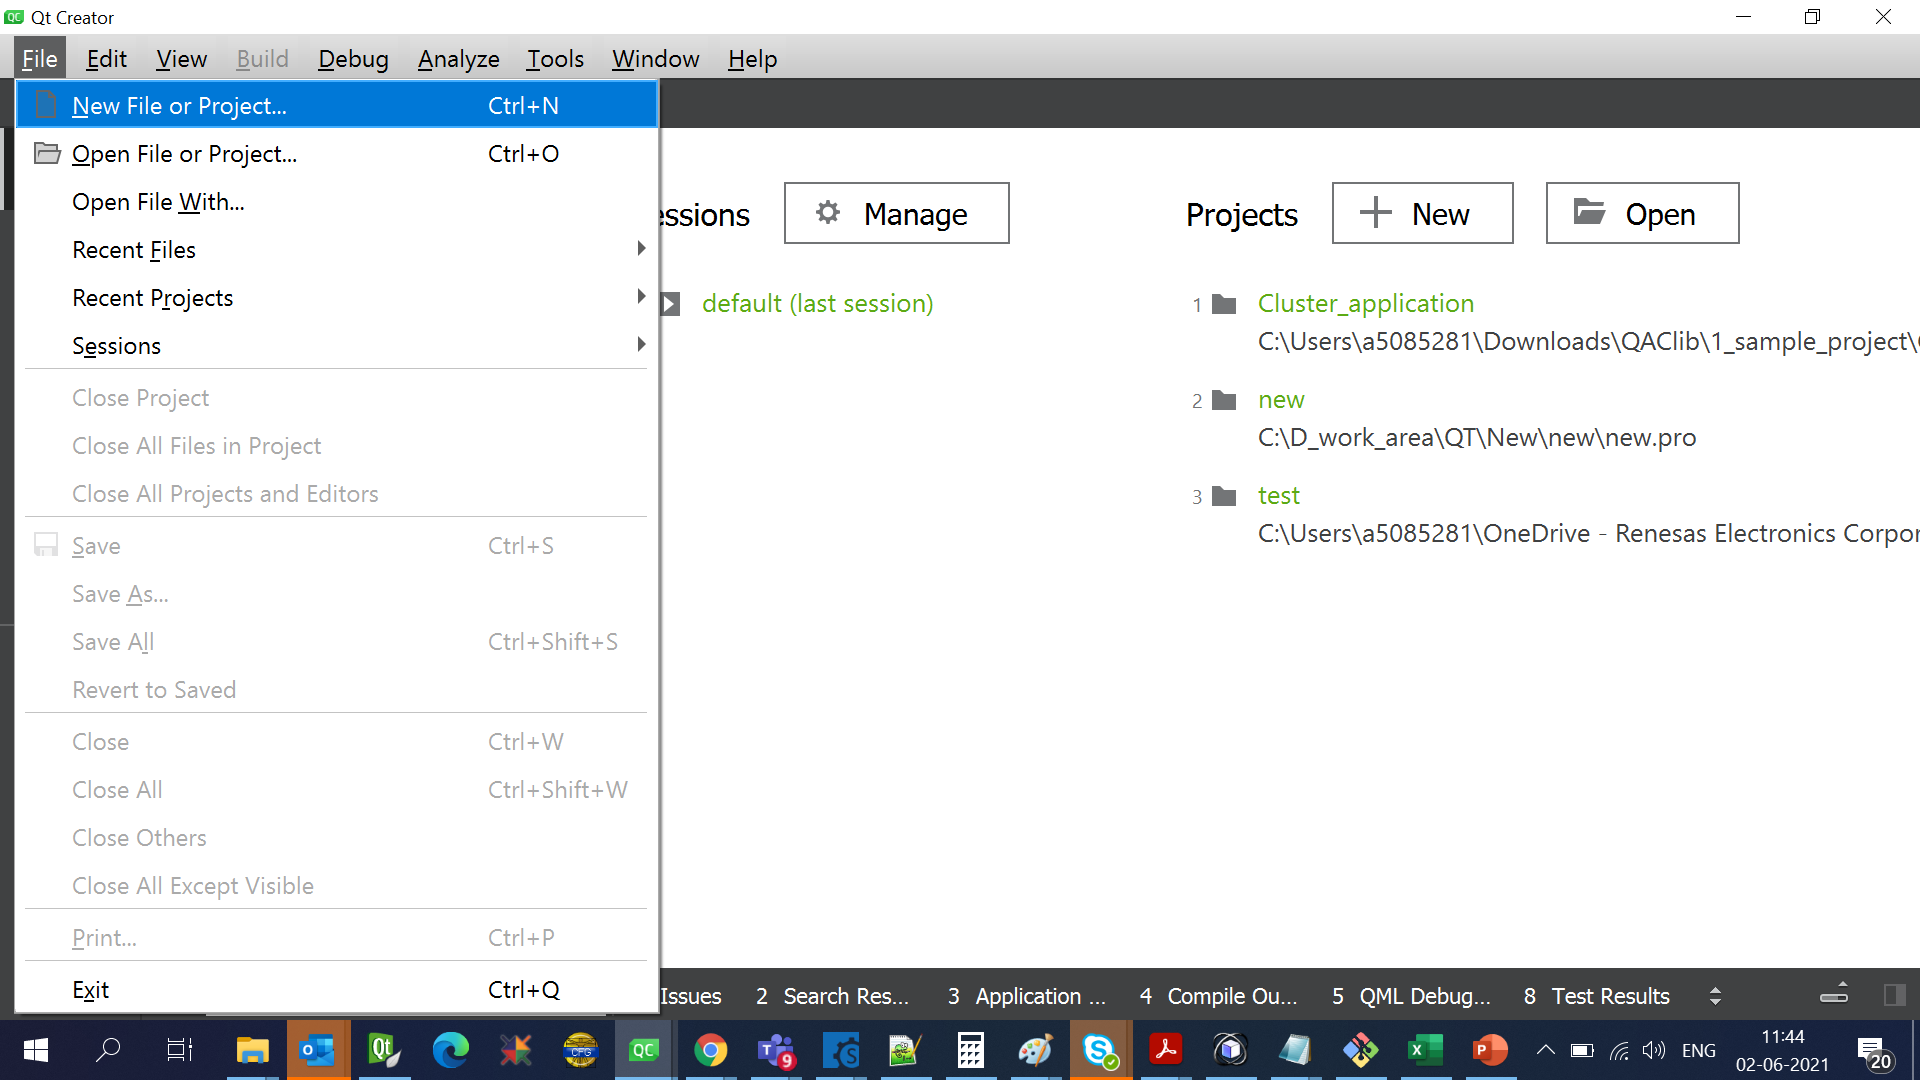 QC Qt Creator
File Edit View Build Debug Analyze Tools Window Help
New File or Project... Ctrl+N
Open File or Project... Ctrl+O
Open File With...
Recent Files
Recent Projects
Sessions
Close Project
Close All Files in Project
Close All Projects and Editors
Save Ctrl+S
Save As...
Save All Ctrl+Shift+S
Revert to Saved
Close Ctrl+W
Close All Ctrl+Shift+W
Close Others
Close All Except Visible
Print... Ctrl+P
Exit Ctrl+Q
essions Manage
default (last session)
Projects New Open
1 Cluster_application
C:\Users\a5085281\Downloads\QAClib\1_sample_project\
2 new
C:\D_work_area\QT\New\new\new.pro
3 test
C:\Users\a5085281\OneDrive - Renesas Electronics Corpor
Issues 2 Search Res... 3 Application ... 4 Compile Ou... 5 QML Debug... 8 Test Results
Qt CFG QC 9 S ENG
11:44
02-06-2021
20